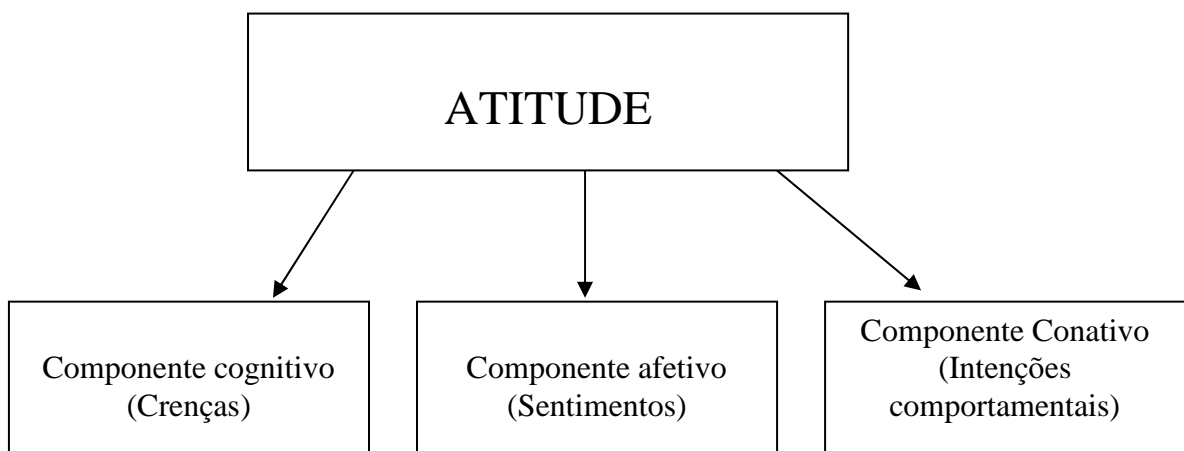 ATITUDE
Componente cognitivo
(Crenças)
Componente afetivo
(Sentimentos)
Componente Conativo
(Intenções
comportamentais)